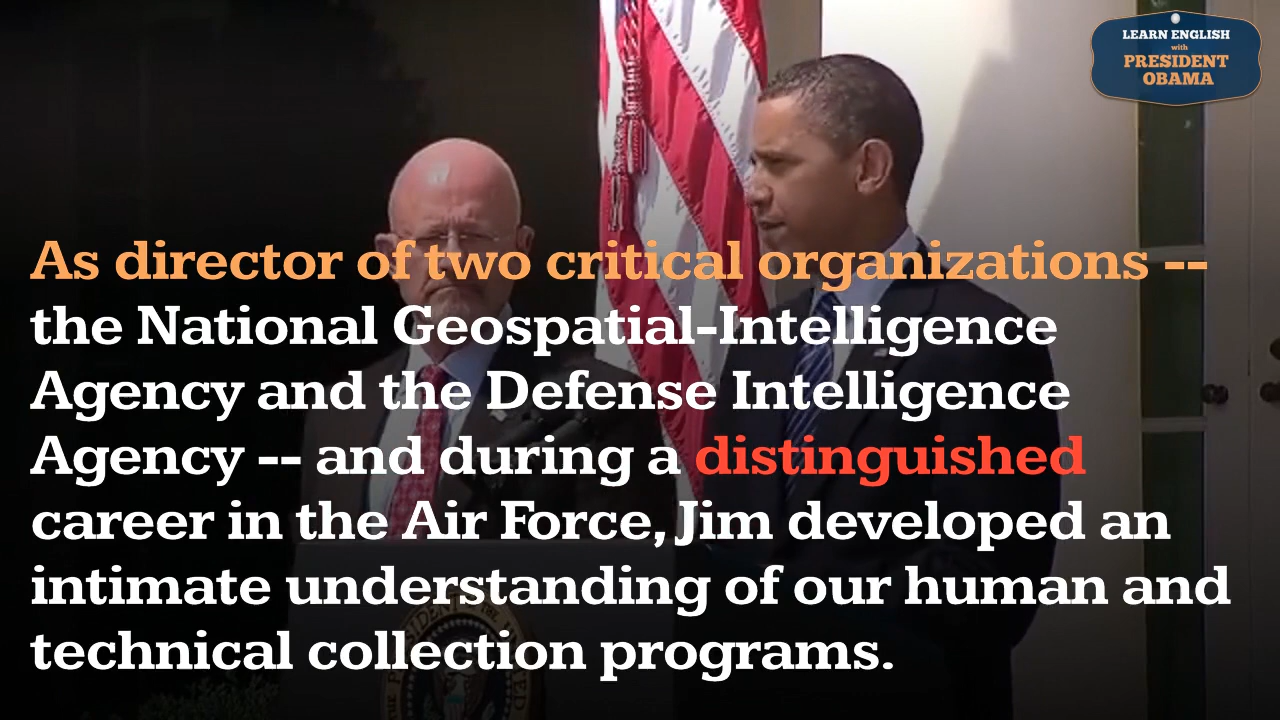 LEARN ENGLISH
with
PRESIDENT
OBAMA
As director of two critical organizations --
the National Geospatial-Intelligence
Agency and the Defense Intelligence
Agency -- and during a distinguished
career in the Air Force, Jim developed an
intimate understanding of our human and
technical collection programs.